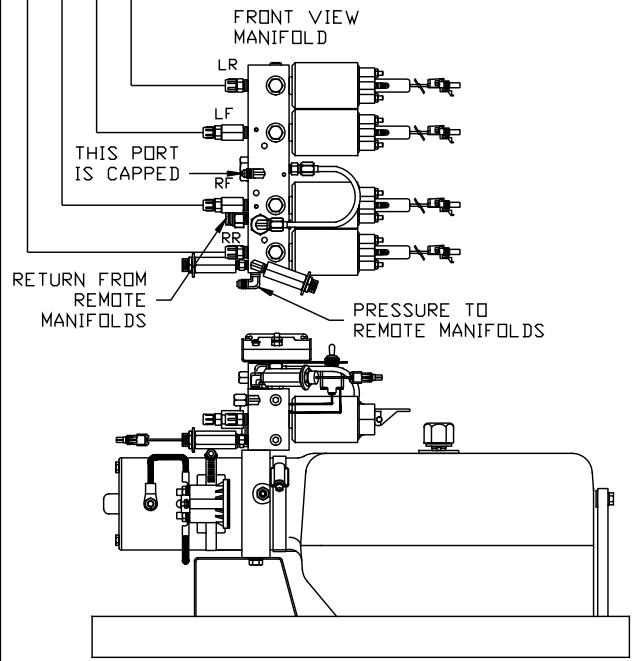 FRONT VIEW
MANIFOLD
LR
LF
THIS PORT
IS CAPPED
RF
RR
RETURN FROM
REMOTE
MANIFOLDS
PRESSURE TO
REMOTE MANIFOLDS